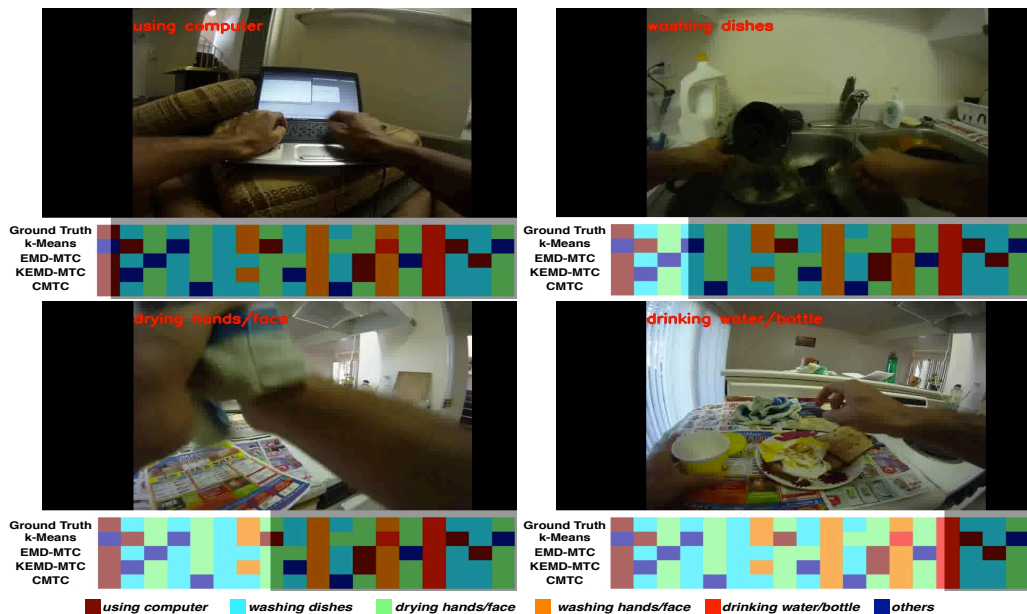 using computer
washing dishes
Ground Truth
k-Means
EMD-MTC
KEMD-MTC
CMTC
Ground Truth
k-Means
EMD-MTC
KEMD-MTC
CMTC
drying hands/face
drinking water/bottle
Ground Truth
k-Means
EMD-MTC
KEMD-MTC
CMTC
Ground Truth
k-Means
EMD-MTC
KEMD-MTC
CMTC
using computer washing dishes drying hands/face washing hands/face drinking water/bottle others